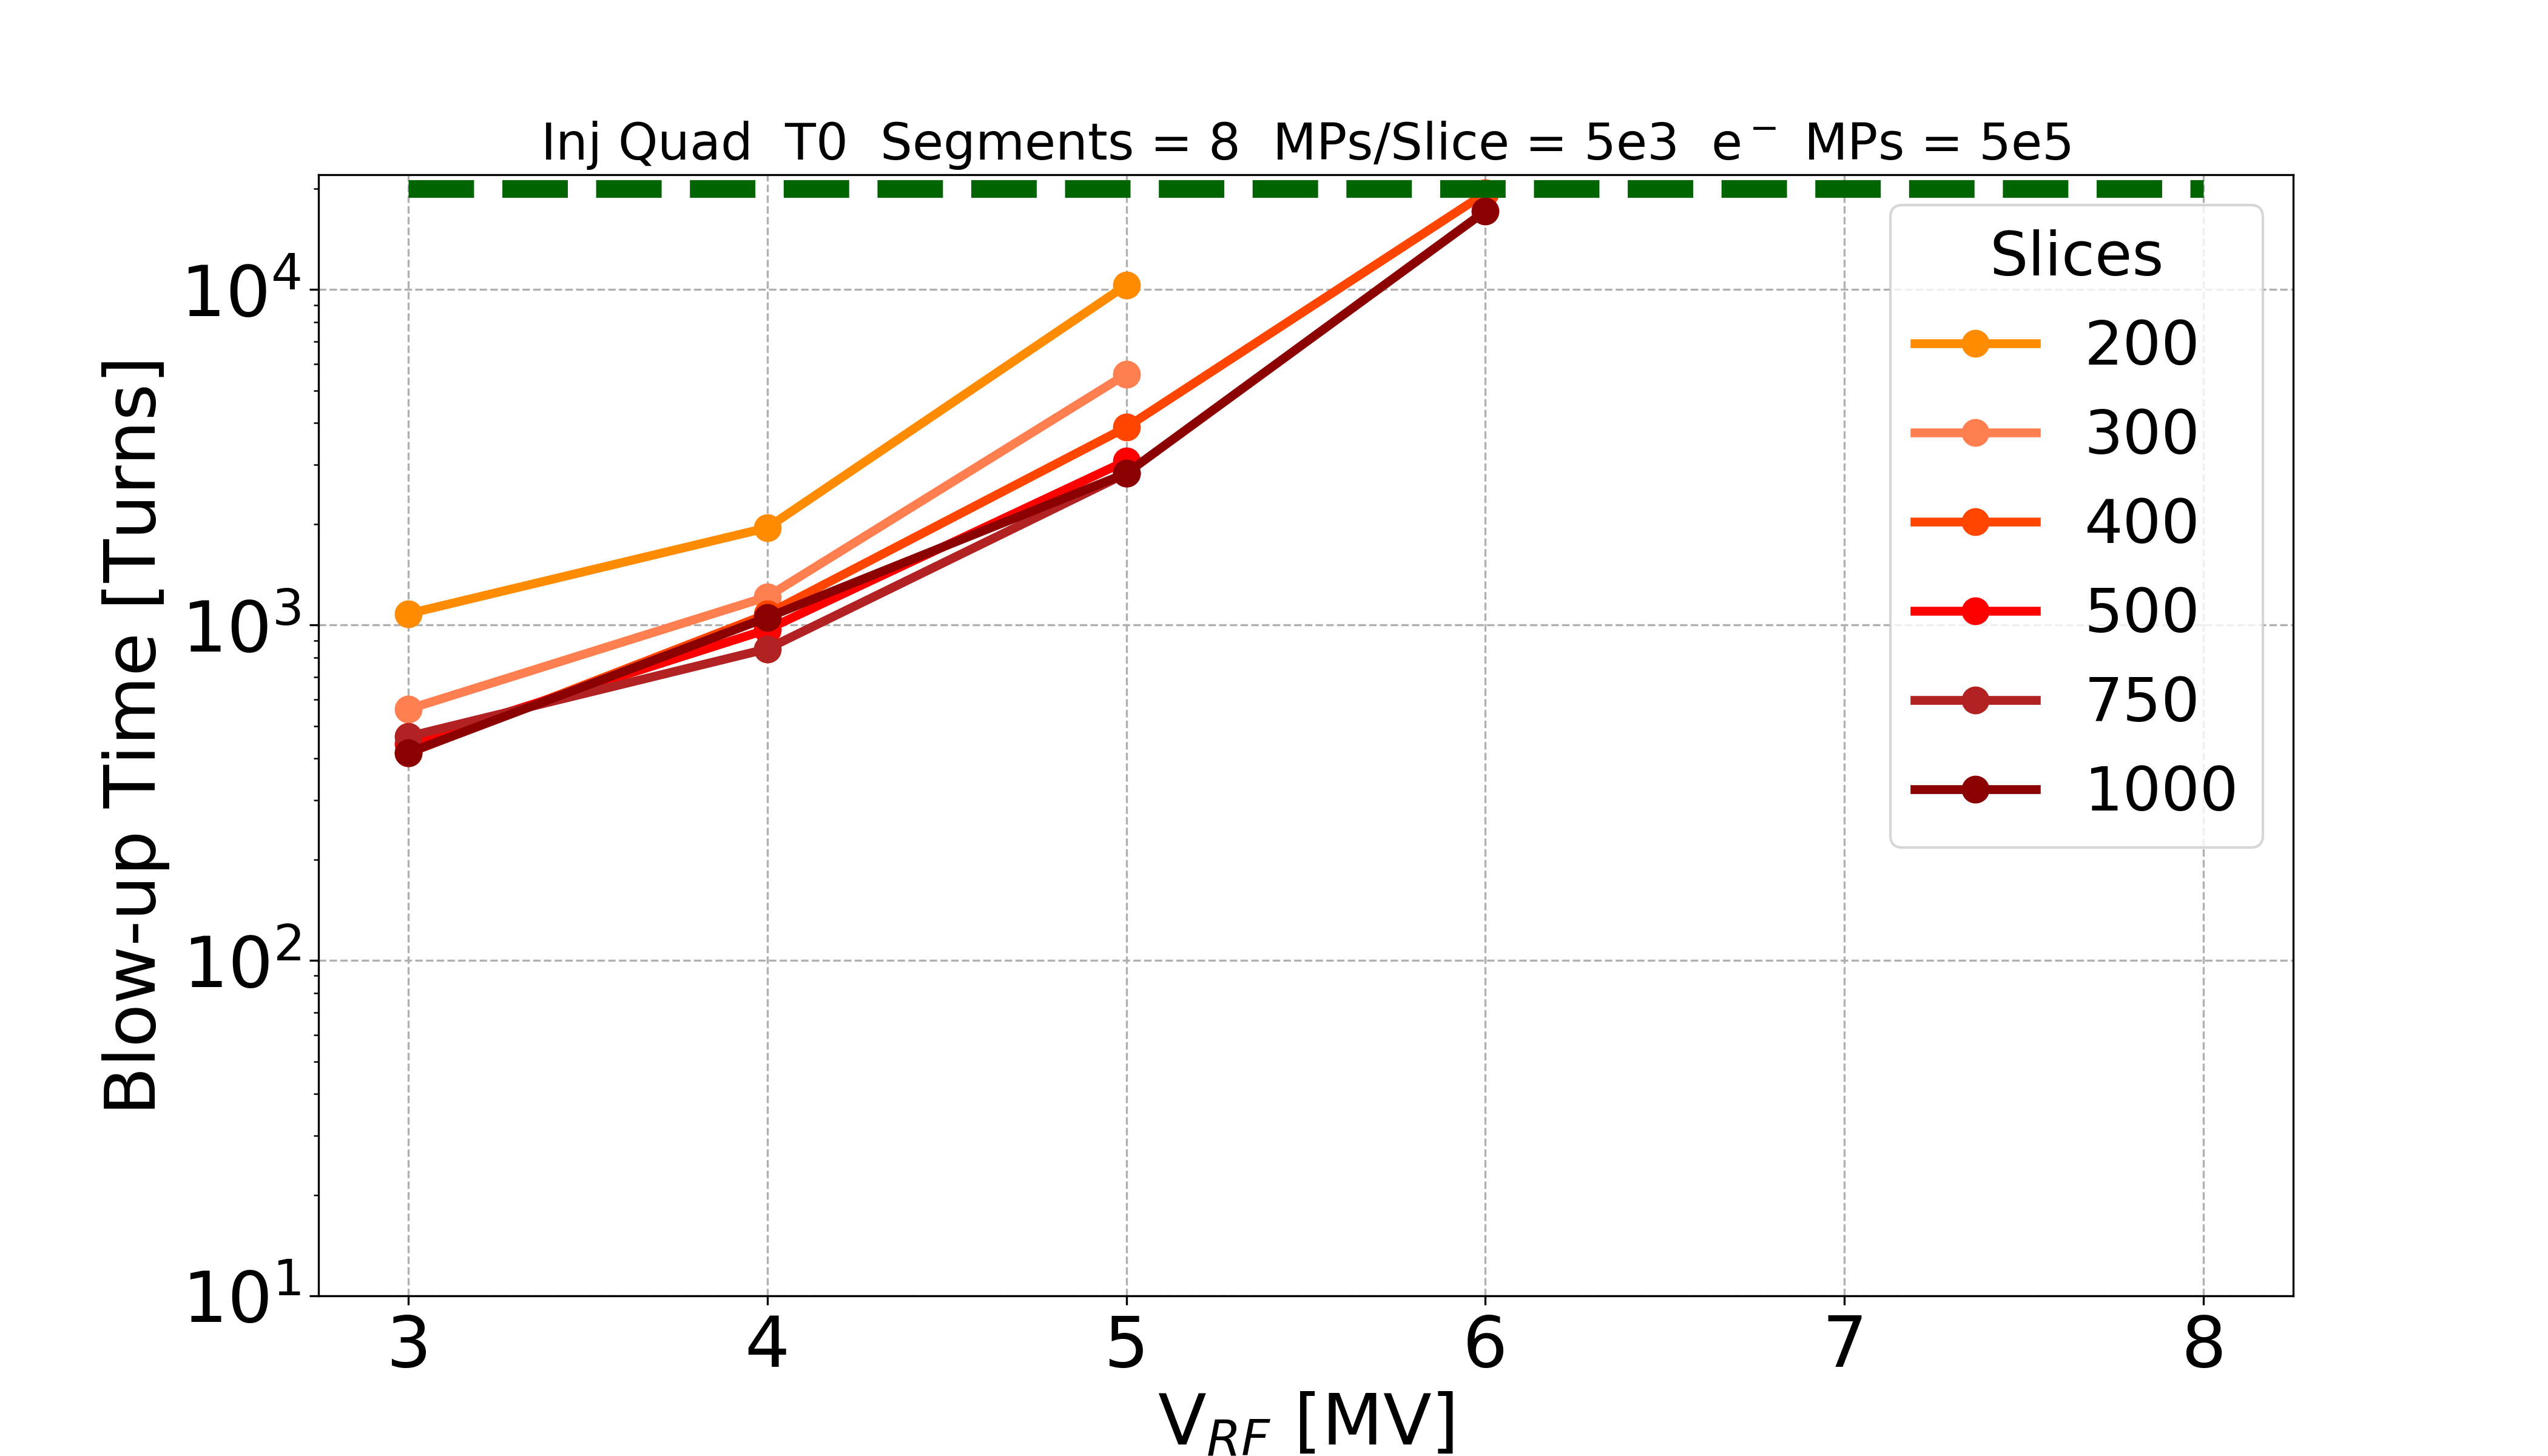 Inj Quad  T0  Segments = 8  MPs/Slice = 5e3  e⁻ MPs = 5e5
Blow-up Time [Turns]
10⁴
10³
10²
10¹
Slices
200
300
400
500
750
1000
3 4 5 6 7 8
V_RF [MV]